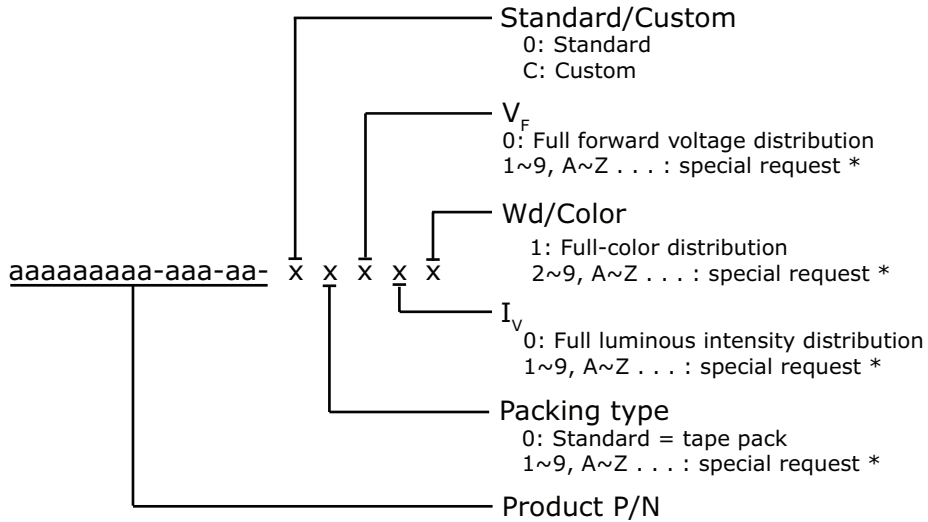 Standard/Custom
0: Standard
C: Custom
VF
0: Full forward voltage distribution
1~9, A~Z . . . : special request *
Wd/Color
1: Full-color distribution
2~9, A~Z . . . : special request *
aaaaaaaaa-aaa-aa- x x x x x
IV
0: Full luminous intensity distribution
1~9, A~Z . . . : special request *
Packing type
0: Standard = tape pack
1~9, A~Z . . . : special request *
Product P/N